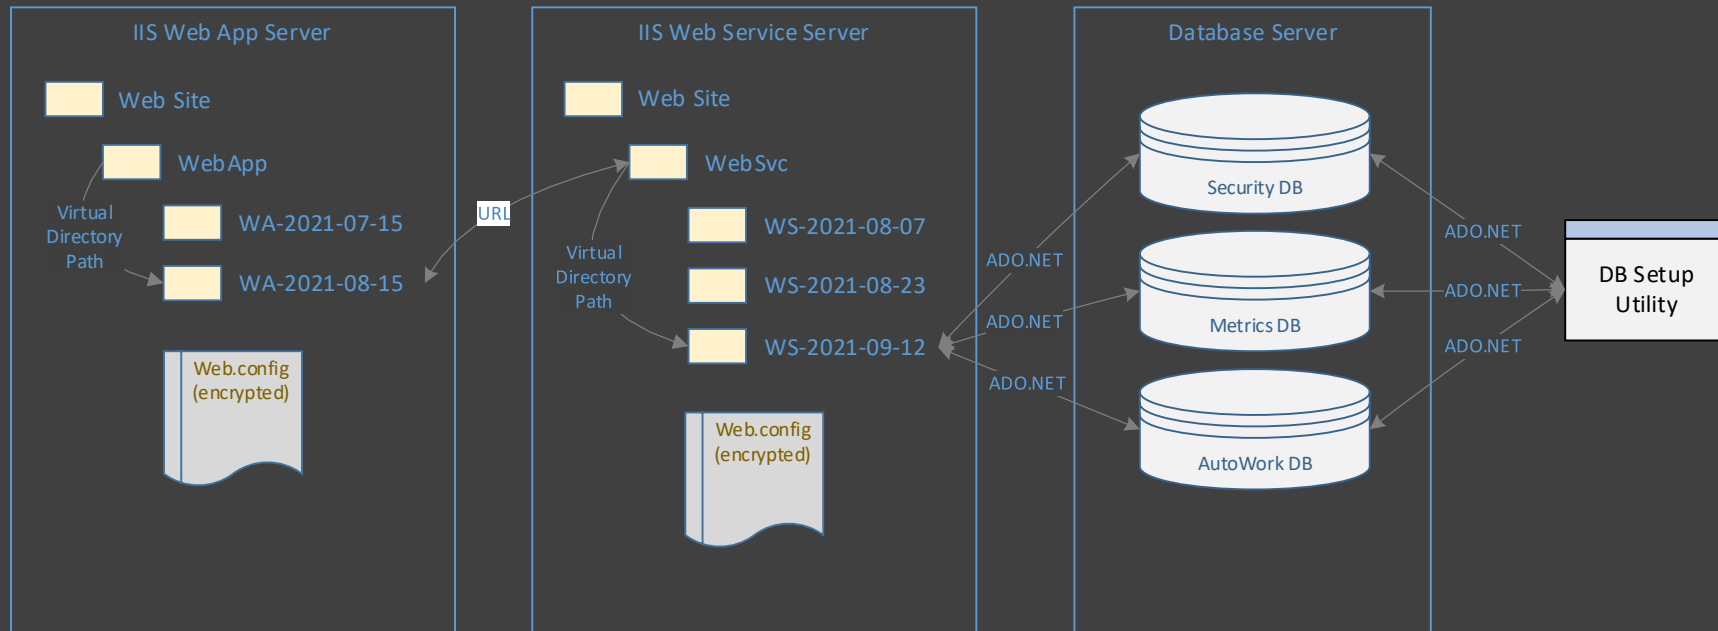 IIS Web App Server
Web Site
WebApp
Virtual
Directory
Path
WA-2021-07-15
WA-2021-08-15
Web.config
(encrypted)
URL
IIS Web Service Server
Web Site
WebSvc
Virtual
Directory
Path
WS-2021-08-07
WS-2021-08-23
WS-2021-09-12
Web.config
(encrypted)
ADO.NET
ADO.NET
ADO.NET
Database Server
Security DB
Metrics DB
AutoWork DB
ADO.NET
ADO.NET
ADO.NET
DB Setup
Utility